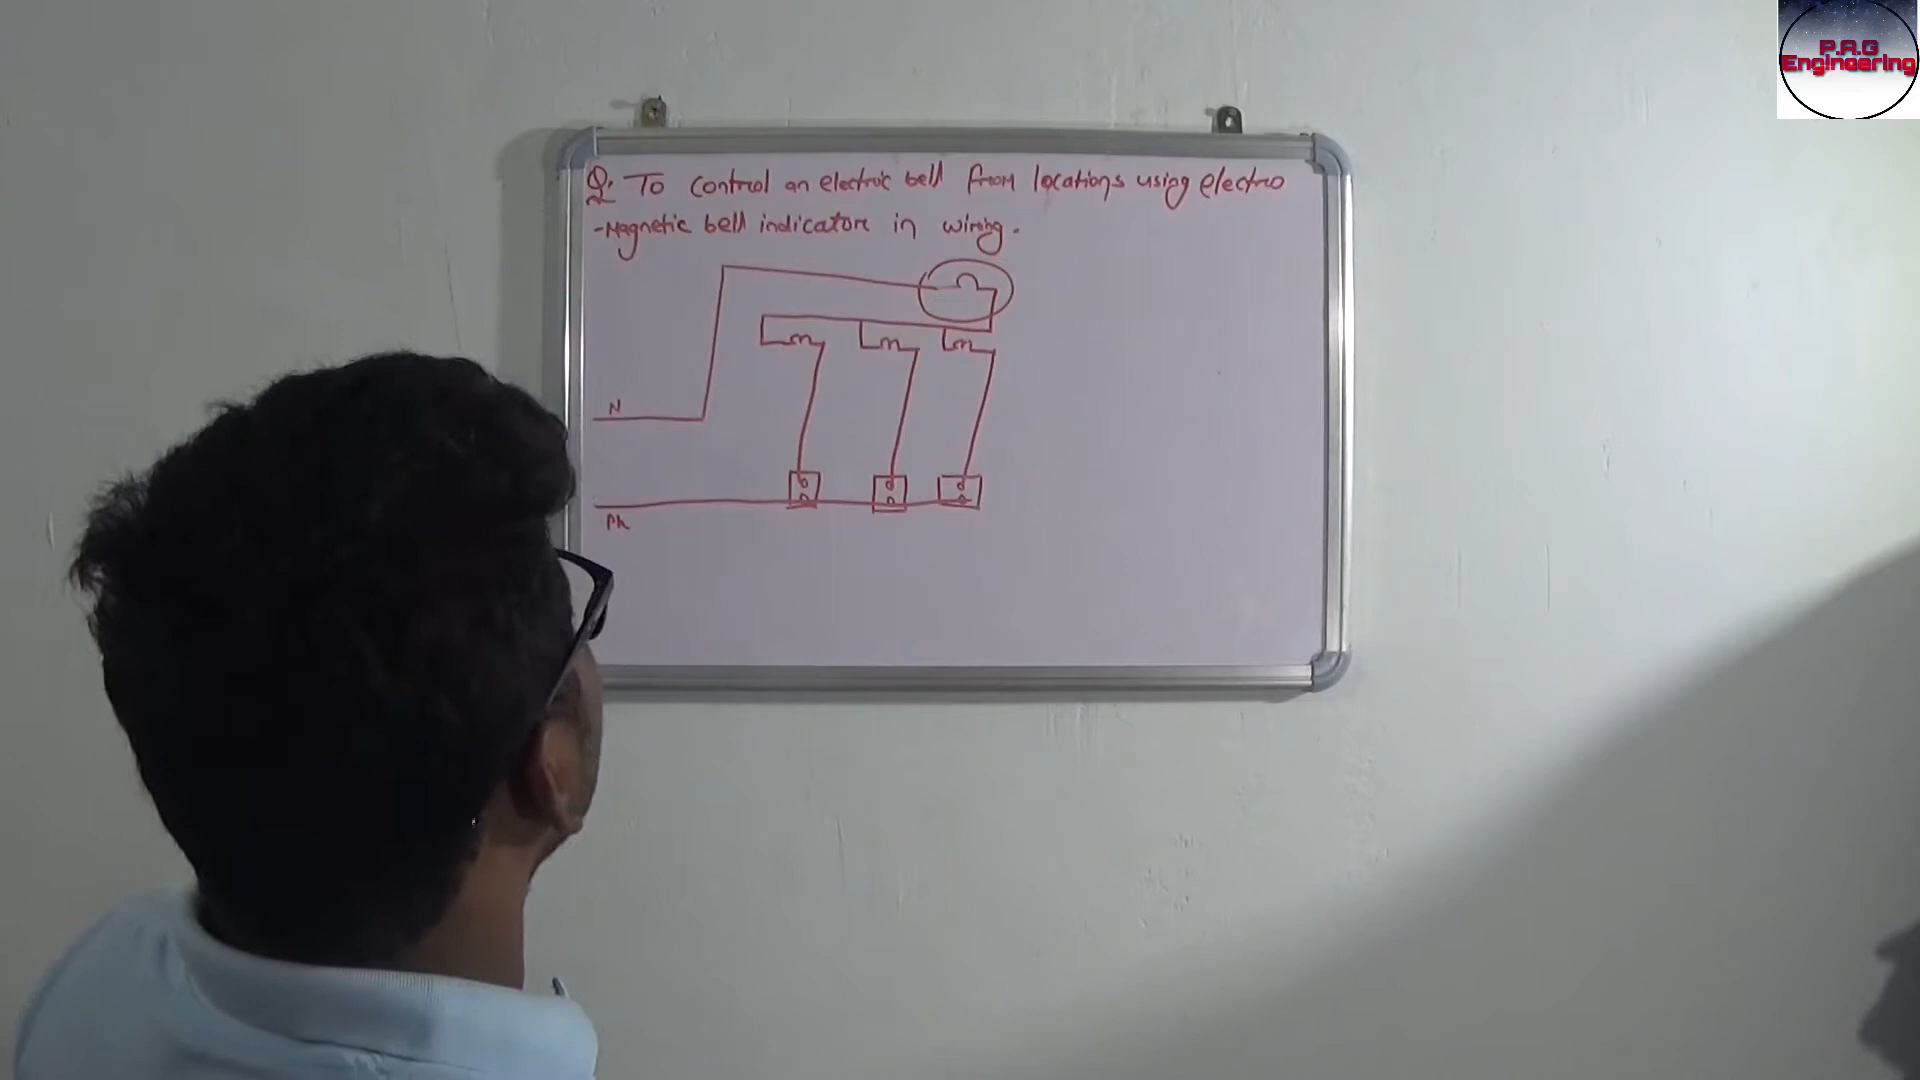 P.A.G
Engineering
Q. To control an electric bell from locations using electro
-Magnetic bell indicator in wiring.
N
Ph